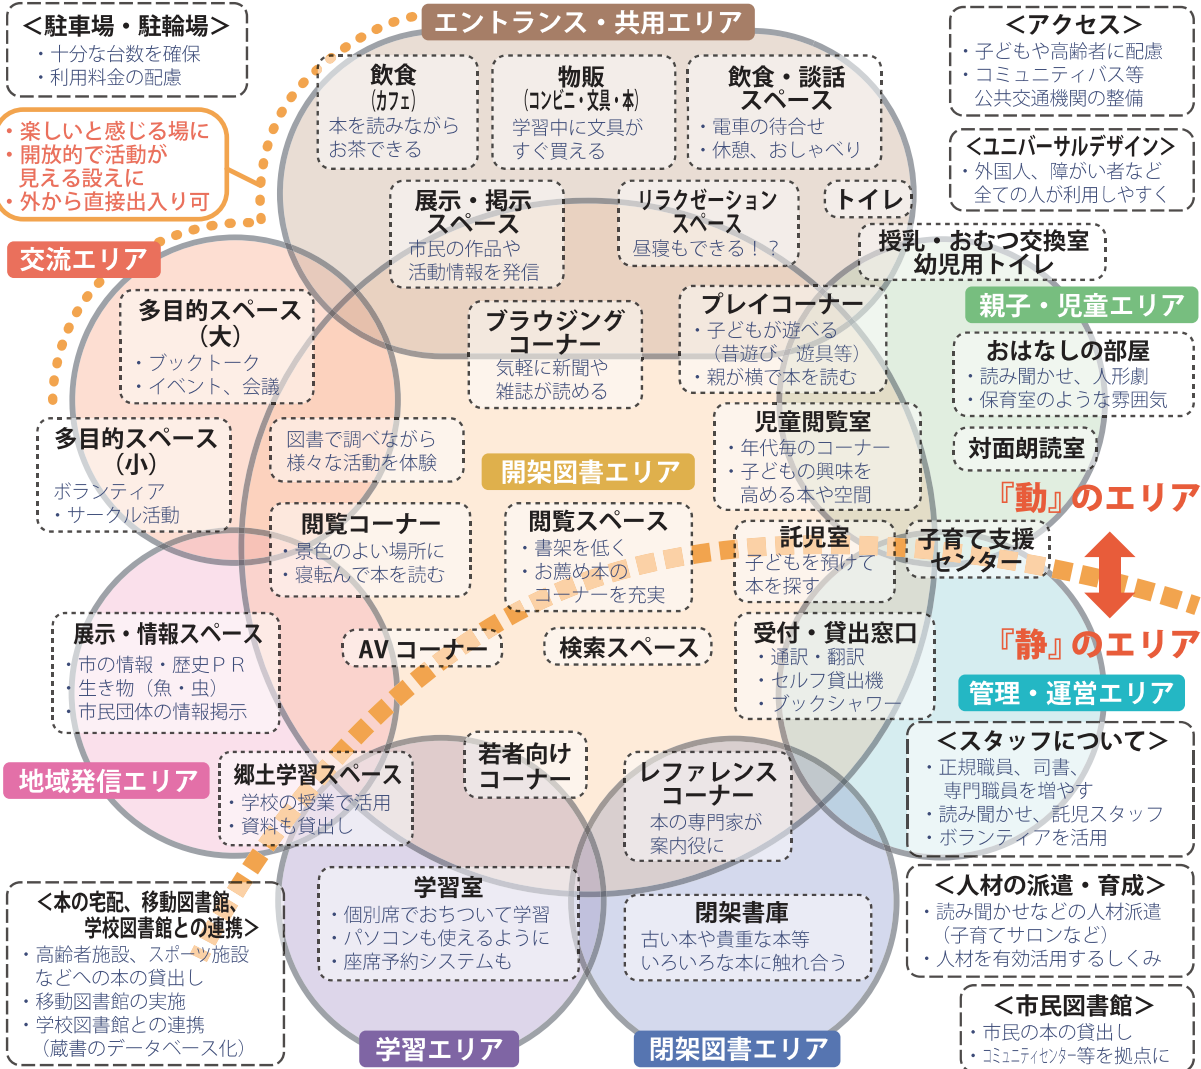 ＜駐車場・駐輪場＞
・十分な台数を確保
・利用料金の配慮
・楽しいと感じる場に
・開放的で活動が
見える設えに
・外から直接出入り可
エントランス・共用エリア
飲食
（カフェ）
本を読みながら
お茶できる
物販
（コンビニ・文具・本）
学習中に文具が
すぐ買える
飲食・談話
スペース
・電車の待合せ
・休憩、おしゃべり
展示・掲示
スペース
市民の作品や
活動情報を発信
リラクゼーション
スペース
昼寝もできる！？
トイレ
＜アクセス＞
・子どもや高齢者に配慮
・コミュニティバス等
公共交通機関の整備
＜ユニバーサルデザイン＞
・外国人、障がい者など
全ての人が利用しやすく
授乳・おむつ交換室
幼児用トイレ
交流エリア
多目的スペース
（大）
・ブックトーク
・イベント、会議
多目的スペース
（小）
ボランティア
・サークル活動
図書で調べながら
様々な活動を体験
ブラウジング
コーナー
気軽に新聞や
雑誌が読める
プレイコーナー
・子どもが遊べる
（昔遊び、遊具等）
・親が横で本を読む
親子・児童エリア
おはなしの部屋
・読み聞かせ、人形劇
・保育室のような雰囲気
対面朗読室
児童閲覧室
・年代毎のコーナー
・子どもの興味を
高める本や空間
開架図書エリア
閲覧コーナー
・景色のよい場所に
・寝転んで本を読む
閲覧スペース
・書架を低く
・お薦め本の
コーナーを充実
託児室
子どもを預けて
本を探す
子育て支援
センター
『動』のエリア
『静』のエリア
展示・情報スペース
・市の情報・歴史ＰＲ
・生き物（魚・虫）
・市民団体の情報掲示
AVコーナー
検索スペース
受付・貸出窓口
・通訳・翻訳
・セルフ貸出機
・ブックシャワー
管理・運営エリア
＜スタッフについて＞
・正規職員、司書、
専門職員を増やす
・読み聞かせ、託児スタッフ
・ボランティアを活用
地域発信エリア
郷土学習スペース
・学校の授業で活用
・資料も貸出し
若者向け
コーナー
レファレンス
コーナー
本の専門家が
案内役に
＜本の宅配、移動図書館、
学校図書館との連携＞
・高齢者施設、スポーツ施設
などへの本の貸出し
・移動図書館の実施
・学校図書館との連携
（蔵書のデータベース化）
学習室
・個別席でおちついて学習
・パソコンも使えるように
・座席予約システムも
学習エリア
閉架書庫
古い本や貴重な本等
いろいろな本に触れ合う
閉架図書エリア
＜人材の派遣・育成＞
・読み聞かせなどの人材派遣
（子育てサロンなど）
・人材を有効活用するしくみ
＜市民図書館＞
・市民の本の貸出し
・コミュニティセンター等を拠点に